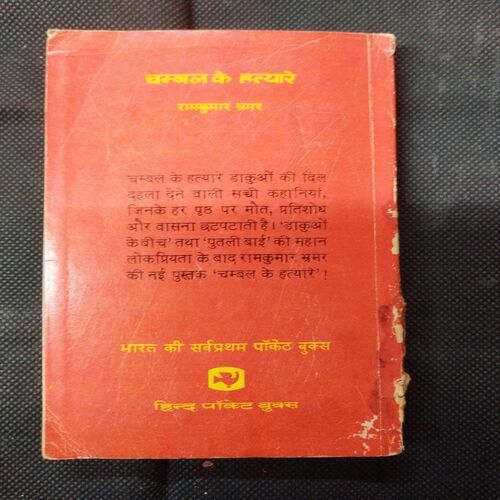 चम्बल के हत्यारे
रामकुमार भ्रमर
चम्बल के हत्यारे डाकुओं की दिल
दहला देने वाली सच्ची कहानियां,
जिनके हर पृष्ठ पर मौत, प्रतिशोध
और वासना छटपटाती है। 'डाकुओं
के बीच' तथा 'पुतली बाई' की महान
लोकप्रियता के बाद रामकुमार भ्रमर
की नई पुस्तक 'चम्बल के हत्यारे'!
भारत की सर्वप्रथम पॉकेट बुक्स
हिन्द पॉकेट बुक्स